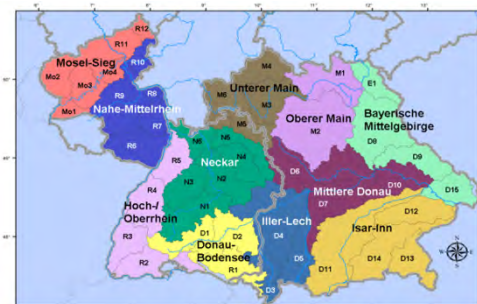 R12
R11
Mosel-Sieg
R10
Mo2
Mo4
Mo3
Mo1
R9
R8
Nahe-Mittelrhein
R7
R6
M4
Unterer Main
M3
M5
M1
E1
Oberer Main
M2
Bayerische
Mittelgebirge
D8
D9
D15
N6
N5
N4
Neckar
N3
N2
N1
R5
R4
Hoch-/
Oberrhein
R3
R2
D6
D10
Mittlere Donau
D7
D12
Isar-Inn
D11
D14
D13
Iller-Lech
D4
D5
D3
D1
D2
Donau-
Bodensee
R1
N